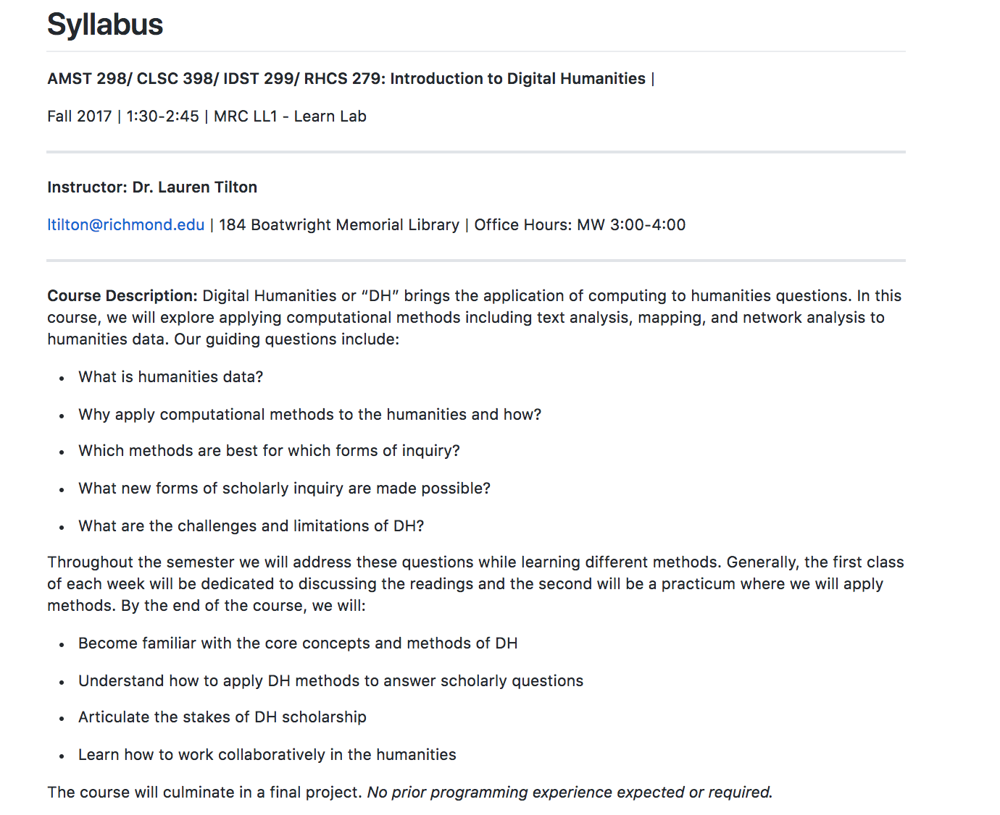 Syllabus
AMST 298/ CLSC 398/ IDST 299/ RHCS 279: Introduction to Digital Humanities |
Fall 2017 | 1:30-2:45 | MRC LL1 - Learn Lab
Instructor: Dr. Lauren Tilton
ltilton@richmond.edu | 184 Boatwright Memorial Library | Office Hours: MW 3:00-4:00
Course Description: Digital Humanities or “DH” brings the application of computing to humanities questions. In this
course, we will explore applying computational methods including text analysis, mapping, and network analysis to
humanities data. Our guiding questions include:
• What is humanities data?
• Why apply computational methods to the humanities and how?
• Which methods are best for which forms of inquiry?
• What new forms of scholarly inquiry are made possible?
• What are the challenges and limitations of DH?
Throughout the semester we will address these questions while learning different methods. Generally, the first class
of each week will be dedicated to discussing the readings and the second will be a practicum where we will apply
methods. By the end of the course, we will:
• Become familiar with the core concepts and methods of DH
• Understand how to apply DH methods to answer scholarly questions
• Articulate the stakes of DH scholarship
• Learn how to work collaboratively in the humanities
The course will culminate in a final project. No prior programming experience expected or required.